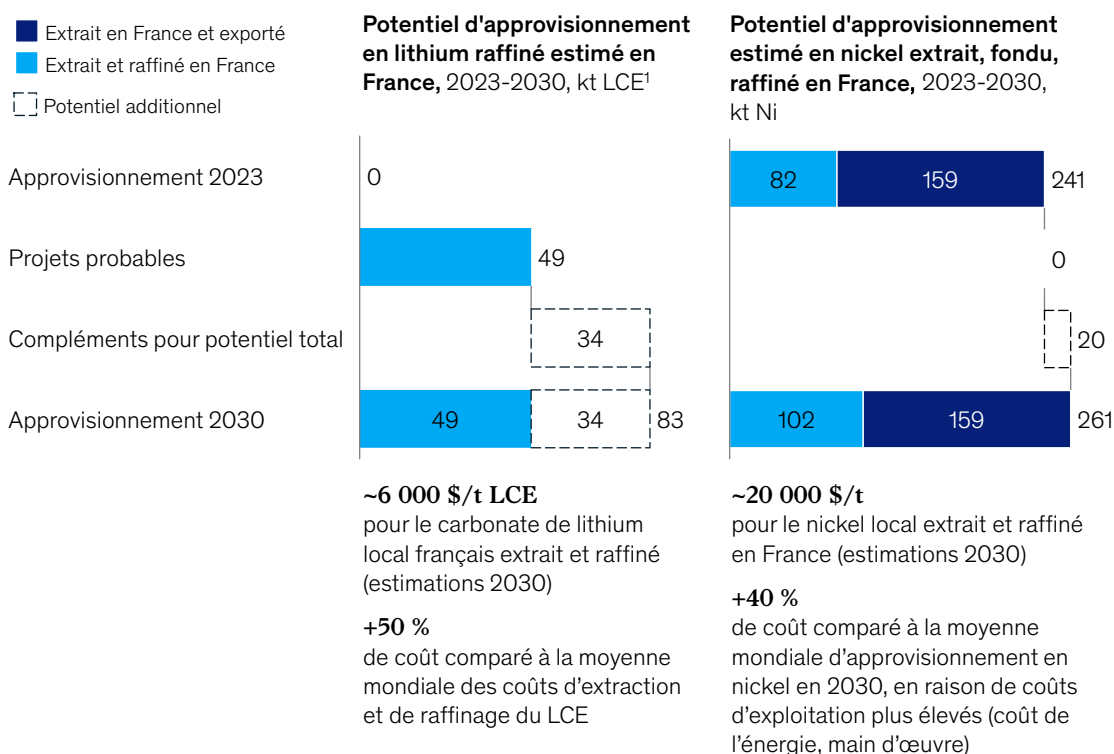 Extrait en France et exporté
Extrait et raffiné en France
Potentiel additionnel
Potentiel d'approvisionnement
en lithium raffiné estimé en
France, 2023-2030, kt LCE¹
Potentiel d'approvisionnement
estimé en nickel extrait, fondu,
raffiné en France, 2023-2030,
kt Ni
Approvisionnement 2023
0
82
159
241
Projets probables
49
0
Compléments pour potentiel total
34
20
Approvisionnement 2030
49
34
83
102
159
261
~6 000 $/t LCE
pour le carbonate de lithium
local français extrait et raffiné
(estimations 2030)
+50 %
de coût comparé à la moyenne
mondiale des coûts d’extraction
et de raffinage du LCE
~20 000 $/t
pour le nickel local extrait et raffiné
en France (estimations 2030)
+40 %
de coût comparé à la moyenne
mondiale d’approvisionnement en
nickel en 2030, en raison de coûts
d’exploitation plus élevés (coût de
l’énergie, main d’œuvre)